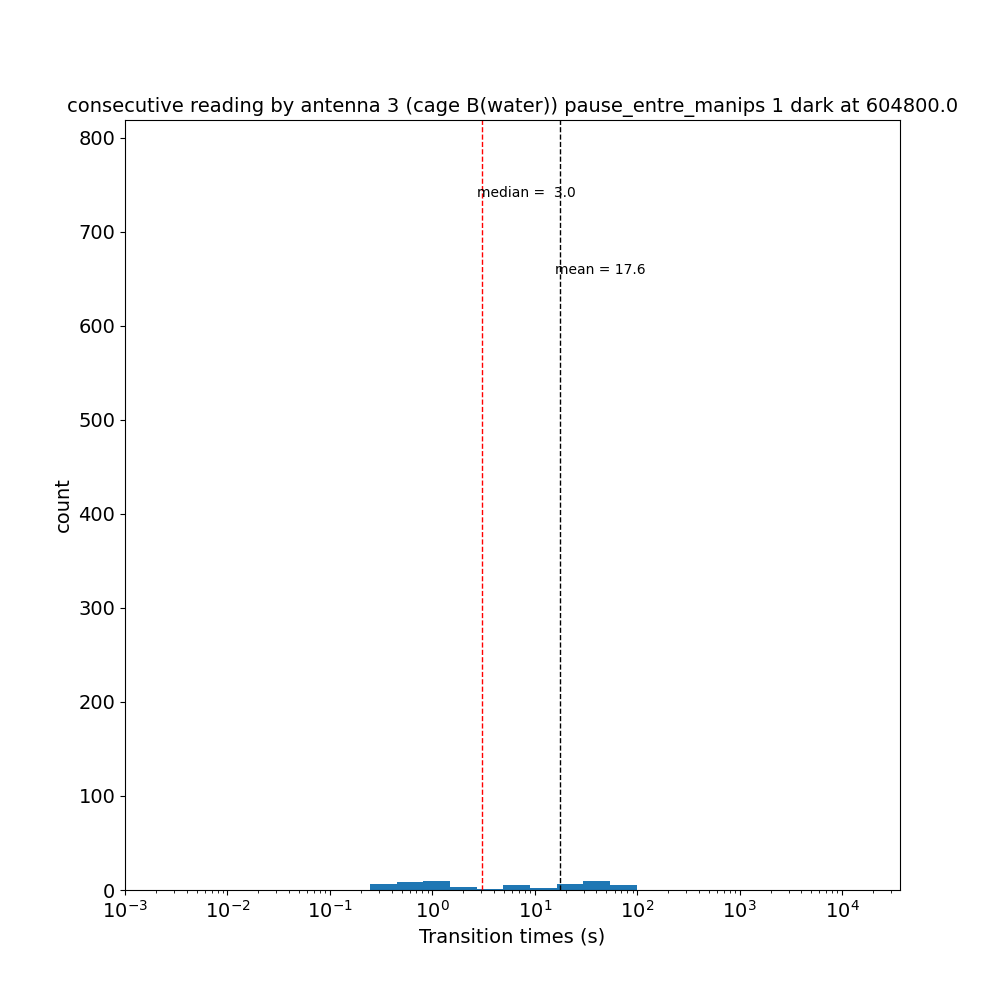 consecutive reading by antenna 3 (cage B(water)) pause_entre_manips 1 dark at 604800.0
800
median =  3.0
700
mean = 17.6
600
500
400
count
300
200
100
0
10⁻³ 10⁻² 10⁻¹ 10⁰ 10¹ 10² 10³ 10⁴
Transition times (s)